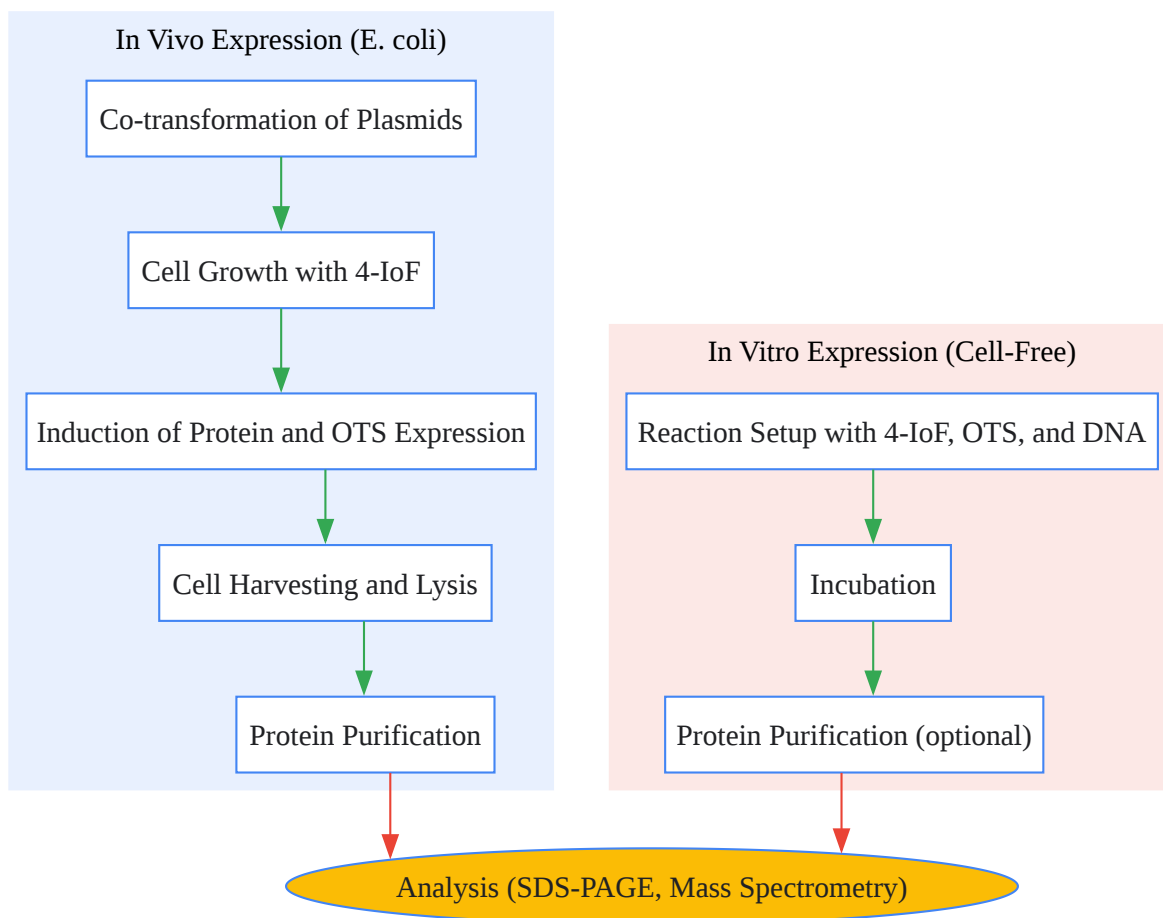 In Vivo Expression (E. coli)
Co-transformation of Plasmids
Cell Growth with 4-IoF
Induction of Protein and OTS Expression
Cell Harvesting and Lysis
Protein Purification
In Vitro Expression (Cell-Free)
Reaction Setup with 4-IoF, OTS, and DNA
Incubation
Protein Purification (optional)
Analysis (SDS-PAGE, Mass Spectrometry)